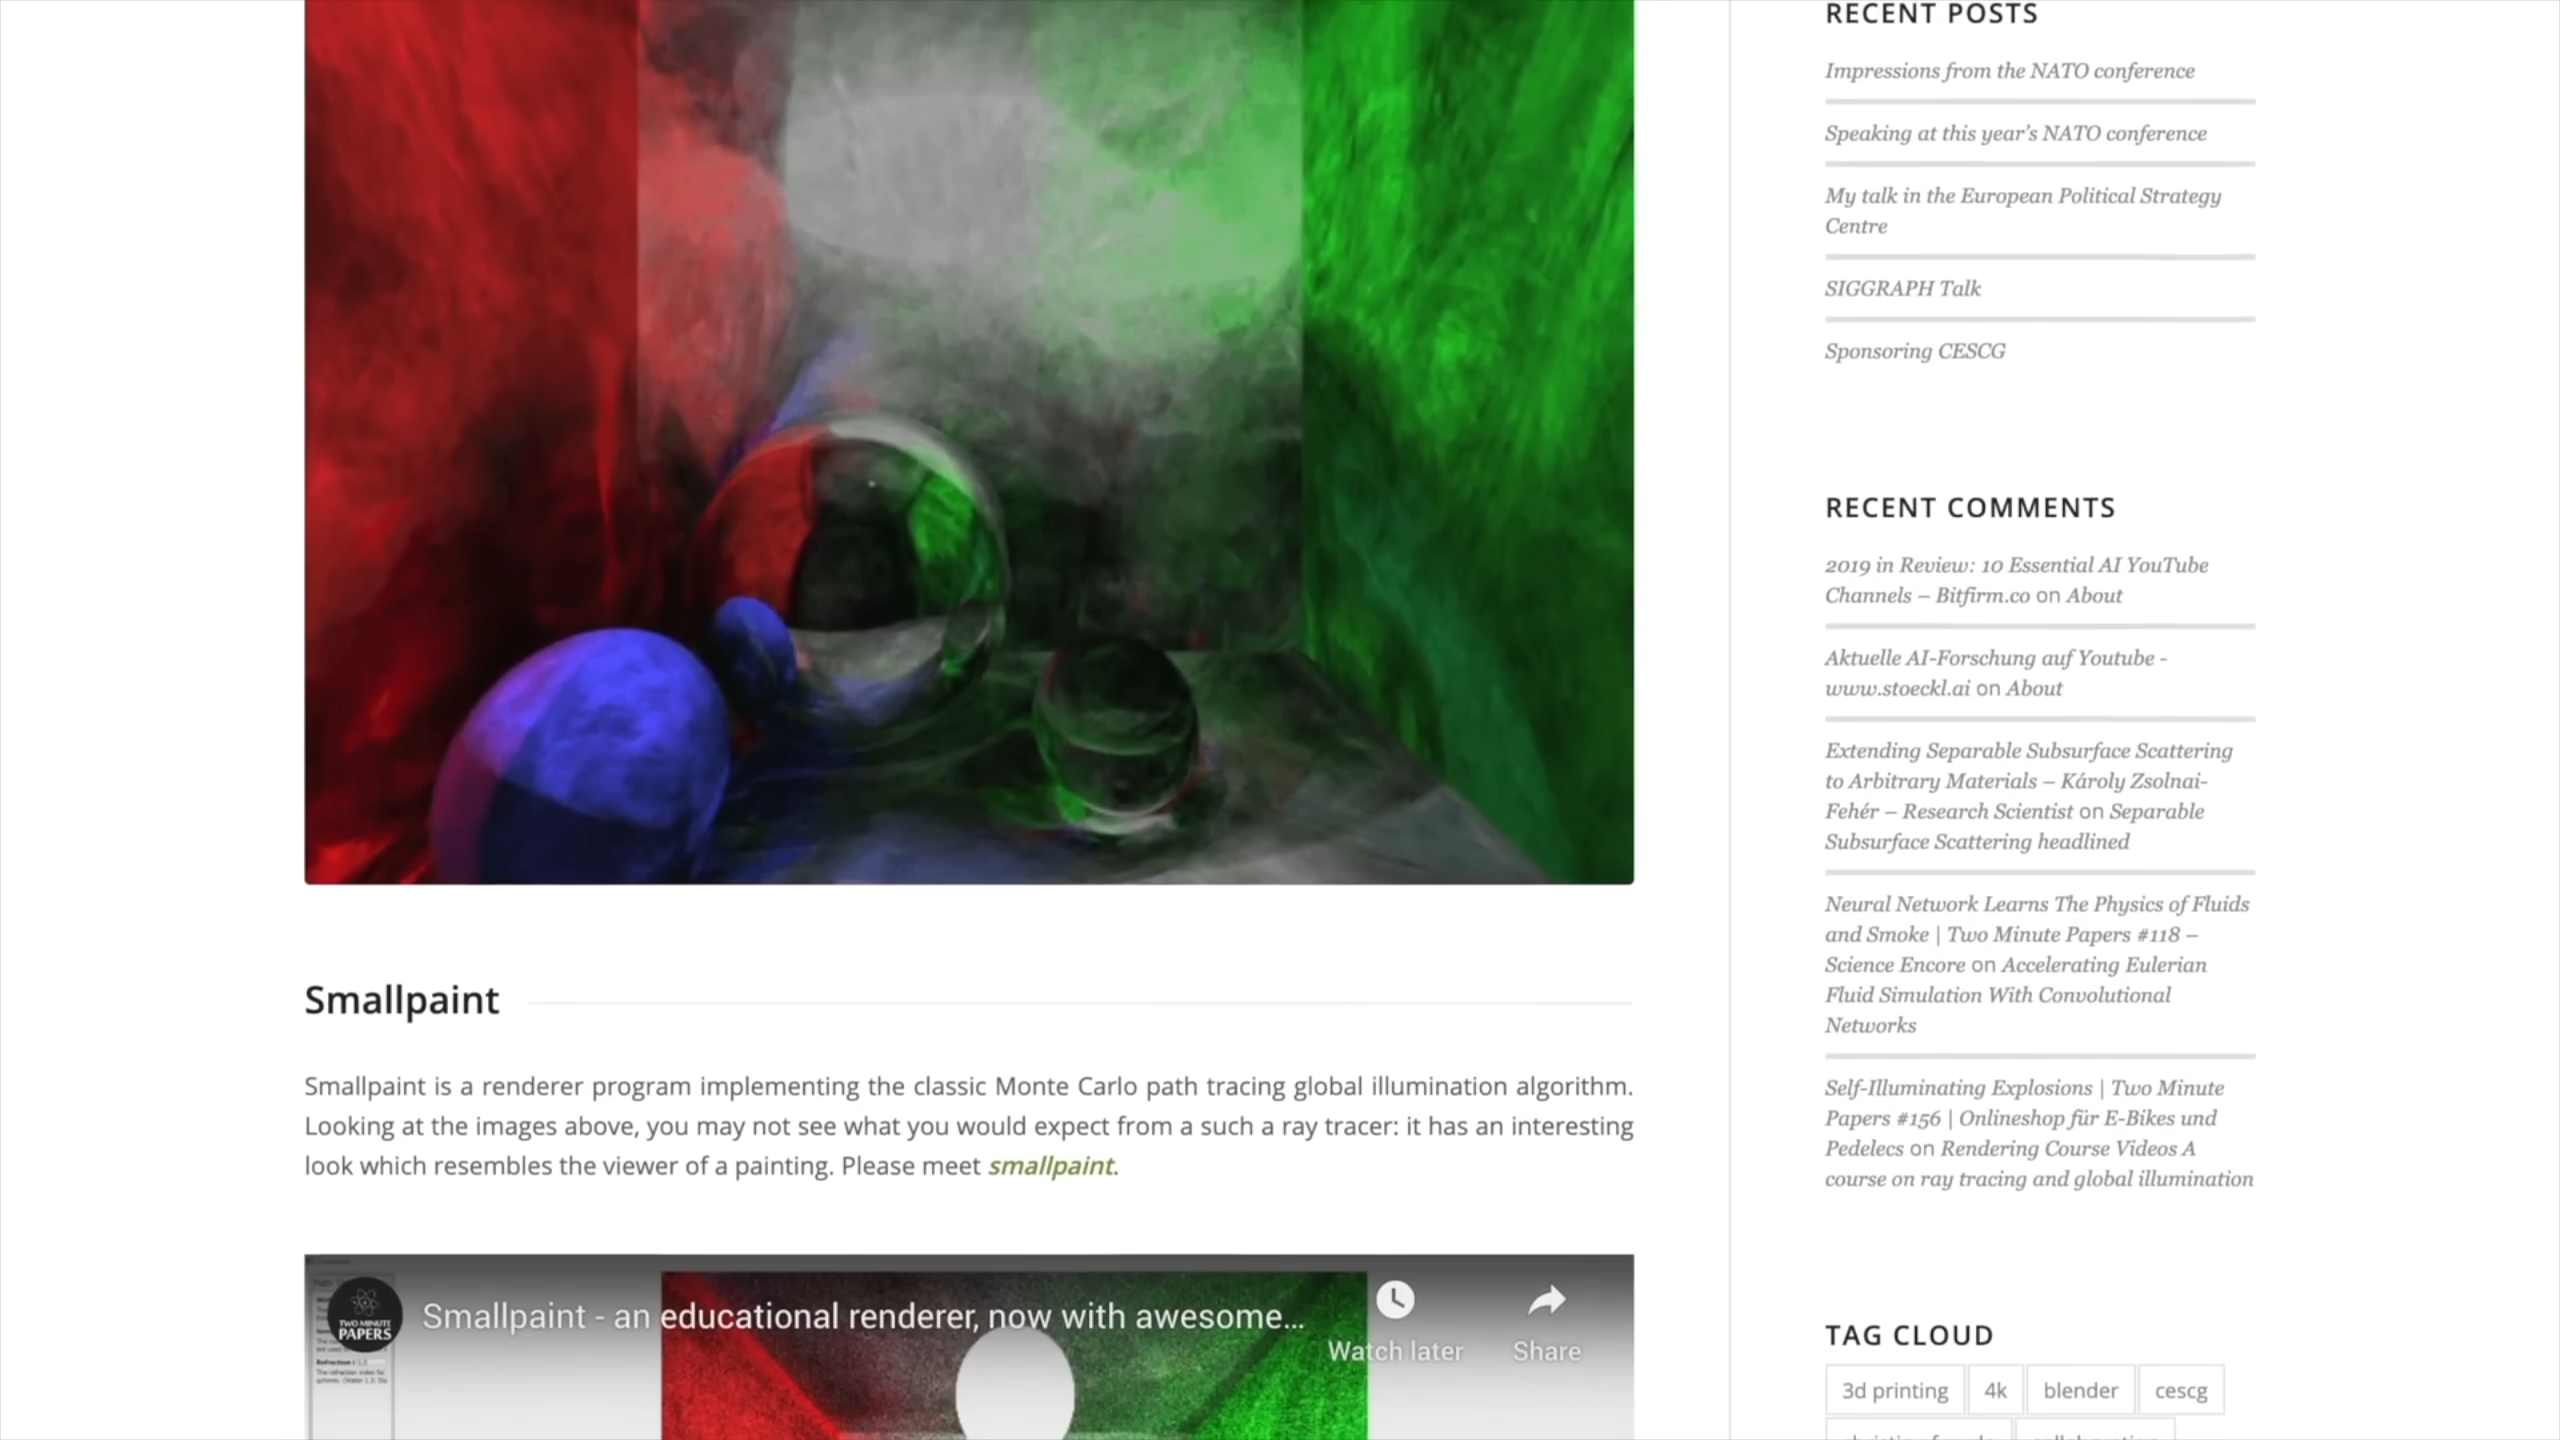 RECENT POSTS
Impressions from the NATO conference
Speaking at this year’s NATO conference
My talk in the European Political Strategy
Centre
SIGGRAPH Talk
Sponsoring CESCG
RECENT COMMENTS
2019 in Review: 10 Essential AI YouTube
Channels – Bitfirm.co on About
Aktuelle AI-Forschung auf Youtube -
www.stoeckl.ai on About
Extending Separable Subsurface Scattering
to Arbitrary Materials – Károly Zsolnai-
Fehér – Research Scientist on Separable
Subsurface Scattering headlined
Neural Network Learns The Physics of Fluids
and Smoke | Two Minute Papers #118 –
Science Encore on Accelerating Eulerian
Fluid Simulation With Convolutional
Networks
Self-Illuminating Explosions | Two Minute
Papers #156 | Onlineshop für E-Bikes und
Pedelecs on Rendering Course Videos A
course on ray tracing and global illumination
TAG CLOUD
3d printing
4k
blender
cescg
Smallpaint
Smallpaint is a renderer program implementing the classic Monte Carlo path tracing global illumination algorithm.
Looking at the images above, you may not see what you would expect from a such a ray tracer: it has an interesting
look which resembles the viewer of a painting. Please meet smallpaint.
TWO MINUTE
PAPERS
Smallpaint - an educational renderer, now with awesome...
Watch later
Share